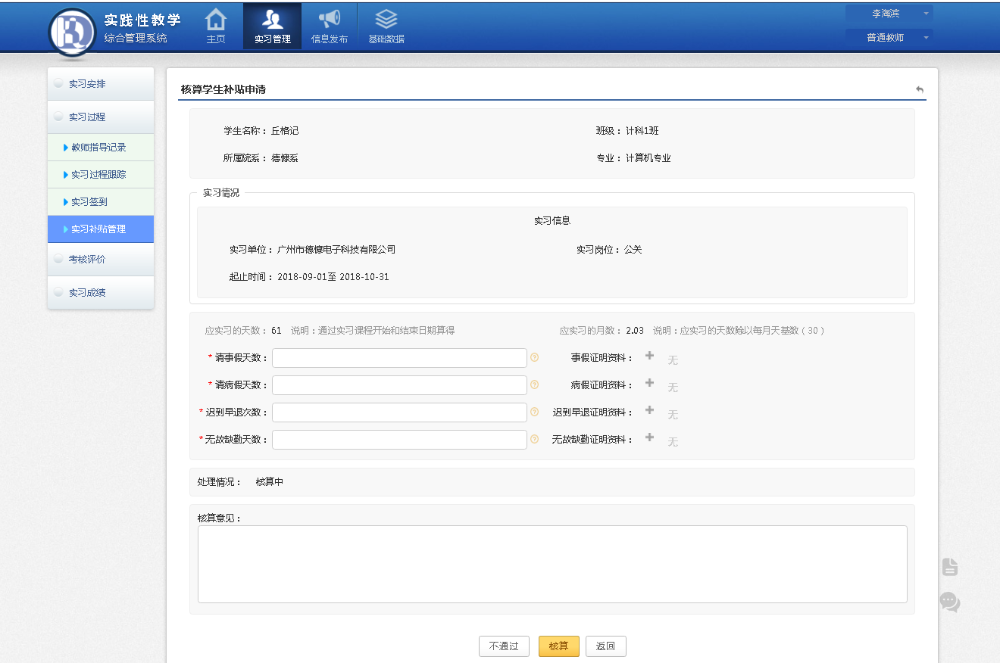 实践性教学
综合管理系统
主页
实习管理
信息发布
基础数据
李海滨
普通教师
实习安排
实习过程
教师指导记录
实习过程跟踪
实习签到
实习补贴管理
考核评价
实习成绩
核算学生补贴申请
学生名称： 丘格记 班级： 计科1班
所属院系： 德慷系 专业： 计算机专业
实习情况
实习信息
实习单位： 广州市德慷电子科技有限公司 实习岗位： 公关
起止时间： 2018-09-01至 2018-10-31
应实习的天数： 61 说明：通过实习课程开始和结束日期算得 应实习的月数： 2.03 说明：应实习的天数除以每月天基数（30）
* 请事假天数： 事假证明资料： 无
* 请病假天数： 病假证明资料： 无
* 迟到早退次数： 迟到早退证明资料： 无
* 无故缺勤天数： 无故缺勤证明资料： 无
处理情况： 核算中
核算意见：
不通过 核算 返回